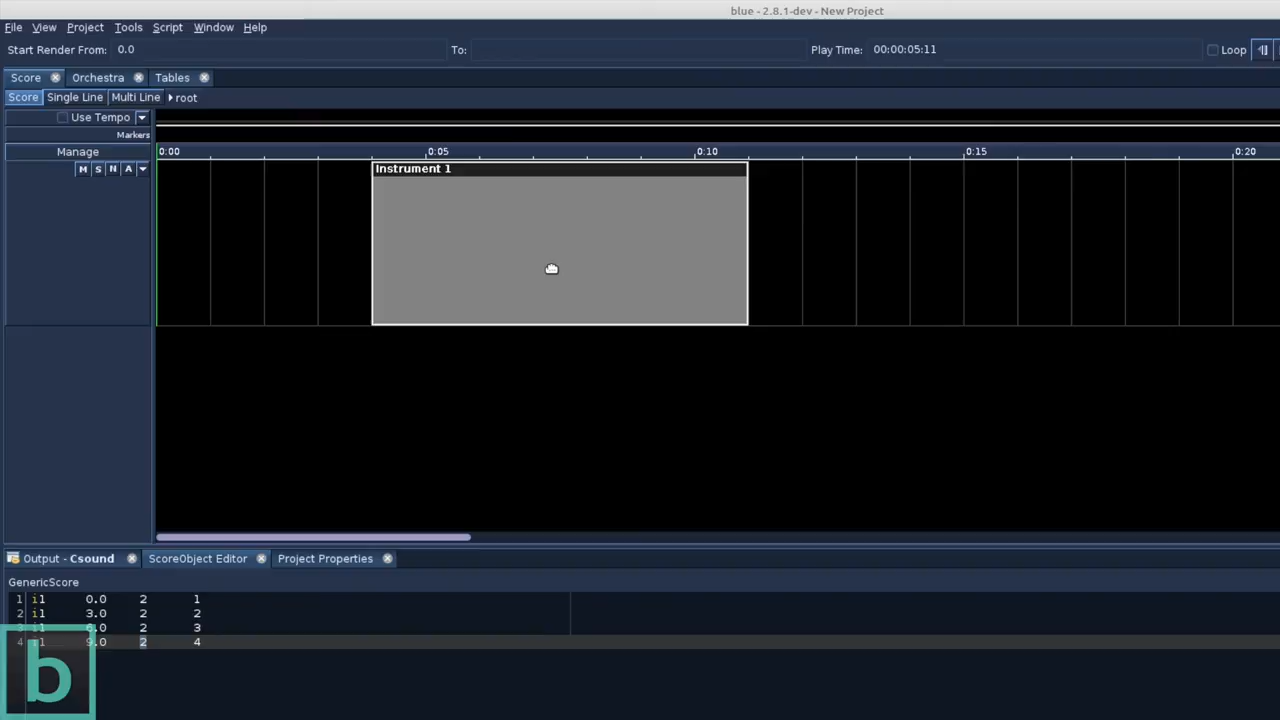 blue - 2.8.1-dev - New Project
File View Project Tools Script Window Help
Start Render From: 0.0 To: Play Time: 00:00:05:11 Loop
Score Orchestra Tables
Score Single Line Multi Line root
Use Tempo
Markers
Manage 0:00 0:05 0:10 0:15 0:20
M S N A Instrument 1
Output - Csound ScoreObject Editor Project Properties
GenericScore
1 i1 0.0 2 1
2 i1 3.0 2 2
3 i1 6.0 2 3
4 i1 9.0 2 4
b